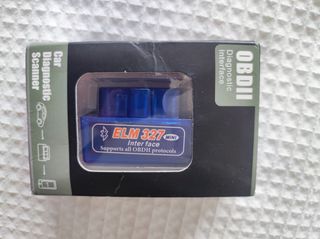 OBDII
Diagnostic
Interface
Car
Diagnostic
Scanner
ELM 327 MINI
Interface
Supports all OBDII protocols